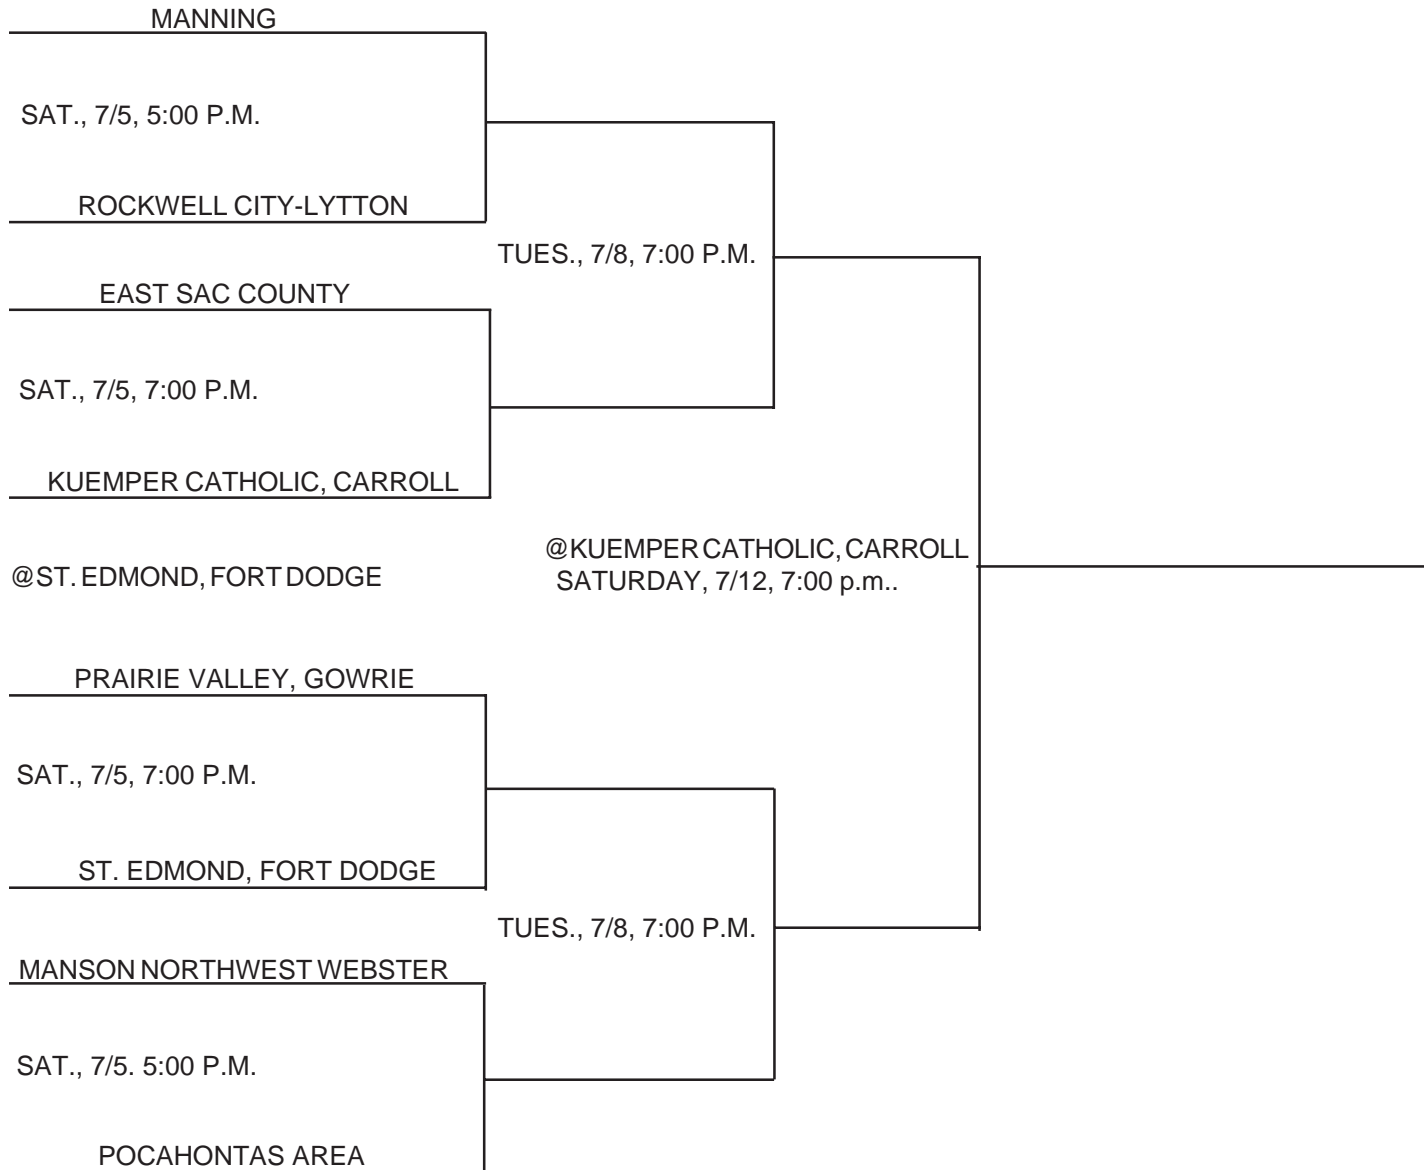 MANNING
SAT., 7/5, 5:00 P.M.
ROCKWELL CITY-LYTTON
TUES., 7/8, 7:00 P.M.
EAST SAC COUNTY
SAT., 7/5, 7:00 P.M.
KUEMPER CATHOLIC, CARROLL
@KUEMPER CATHOLIC, CARROLL
SATURDAY, 7/12, 7:00 p.m..
@ST. EDMOND, FORT DODGE
PRAIRIE VALLEY, GOWRIE
SAT., 7/5, 7:00 P.M.
ST. EDMOND, FORT DODGE
TUES., 7/8, 7:00 P.M.
MANSON NORTHWEST WEBSTER
SAT., 7/5. 5:00 P.M.
POCAHONTAS AREA